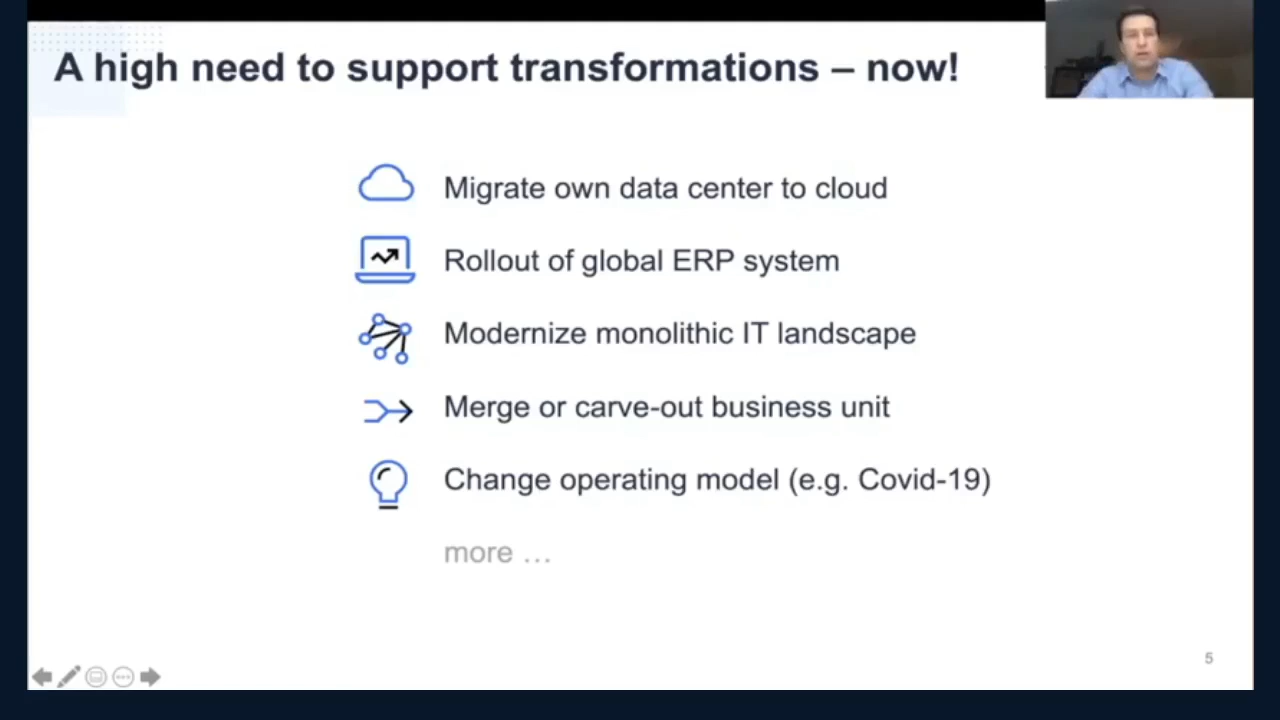 A high need to support transformations – now!
Migrate own data center to cloud
Rollout of global ERP system
Modernize monolithic IT landscape
Merge or carve-out business unit
Change operating model (e.g. Covid-19)
more …
5